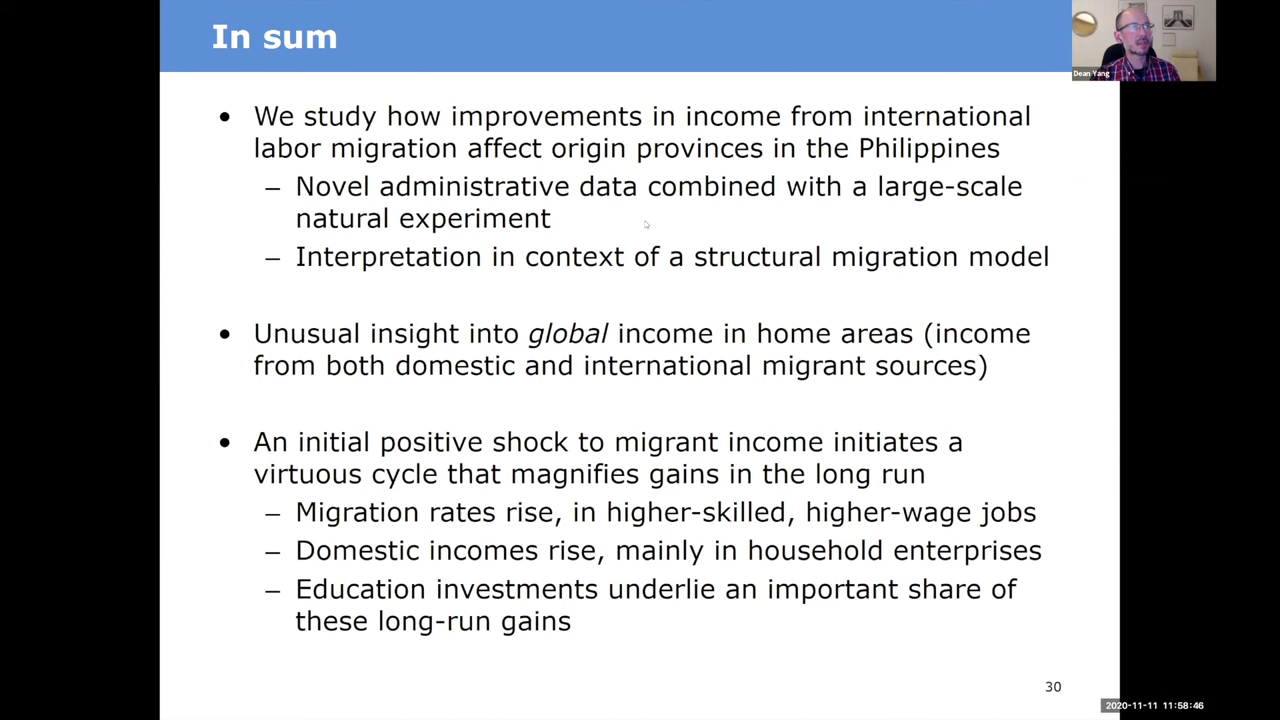 In sum
Dean Yang
• We study how improvements in income from international
labor migration affect origin provinces in the Philippines
– Novel administrative data combined with a large-scale
natural experiment
– Interpretation in context of a structural migration model
• Unusual insight into global income in home areas (income
from both domestic and international migrant sources)
• An initial positive shock to migrant income initiates a
virtuous cycle that magnifies gains in the long run
– Migration rates rise, in higher-skilled, higher-wage jobs
– Domestic incomes rise, mainly in household enterprises
– Education investments underlie an important share of
these long-run gains
30
2020-11-11 11:58:46